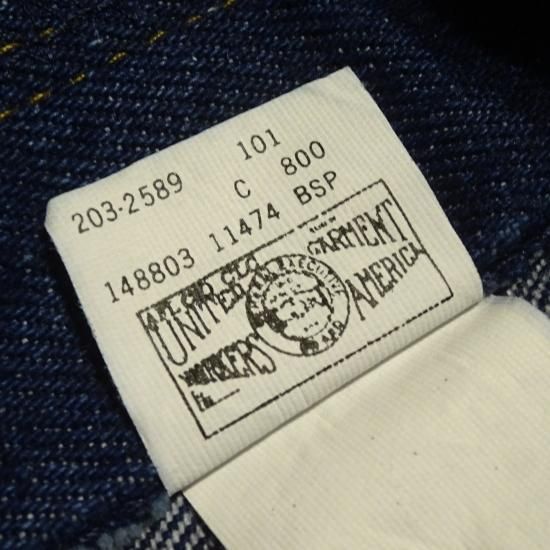 101
203-2589 C 800
148803 11474 BSP
UNITED GARMENT
WORKERS AMERICA